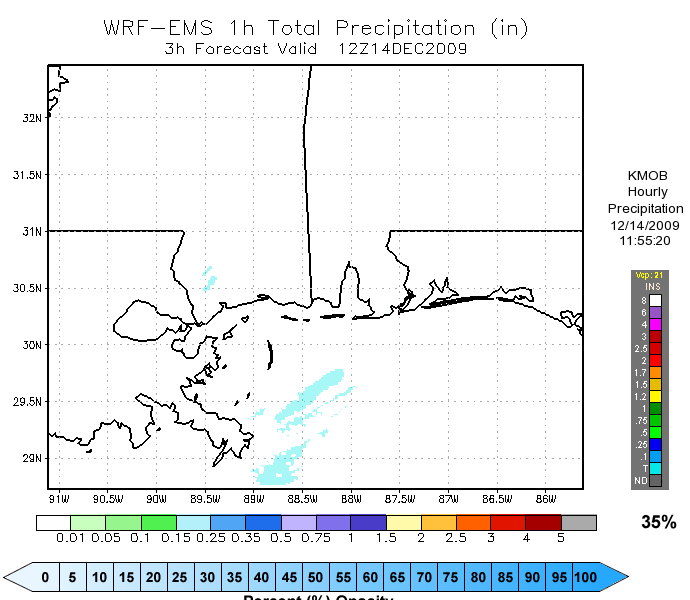 WRF-EMS 1h Total Precipitation (in)
3h Forecast Valid 12Z14DEC2009
32N
31.5N
31N
30.5N
30N
29.5N
29N
91W 90.5W 90W 89.5W 89W 88.5W 88W 87.5W 87W 86.5W 86W
KMOB
Hourly
Precipitation
12/14/2009
11:55:20
Vcp: 21
INS
8
6
4
3
2.5
2
1.7
1.5
1.2
1
.75
.5
.25
.1
T
ND
0.01 0.05 0.1 0.15 0.25 0.35 0.5 0.75 1 1.5 2 2.5 3 4 5
35%
0 5 10 15 20 25 30 35 40 45 50 55 60 65 70 75 80 85 90 95 100
Percent (%) Opacity